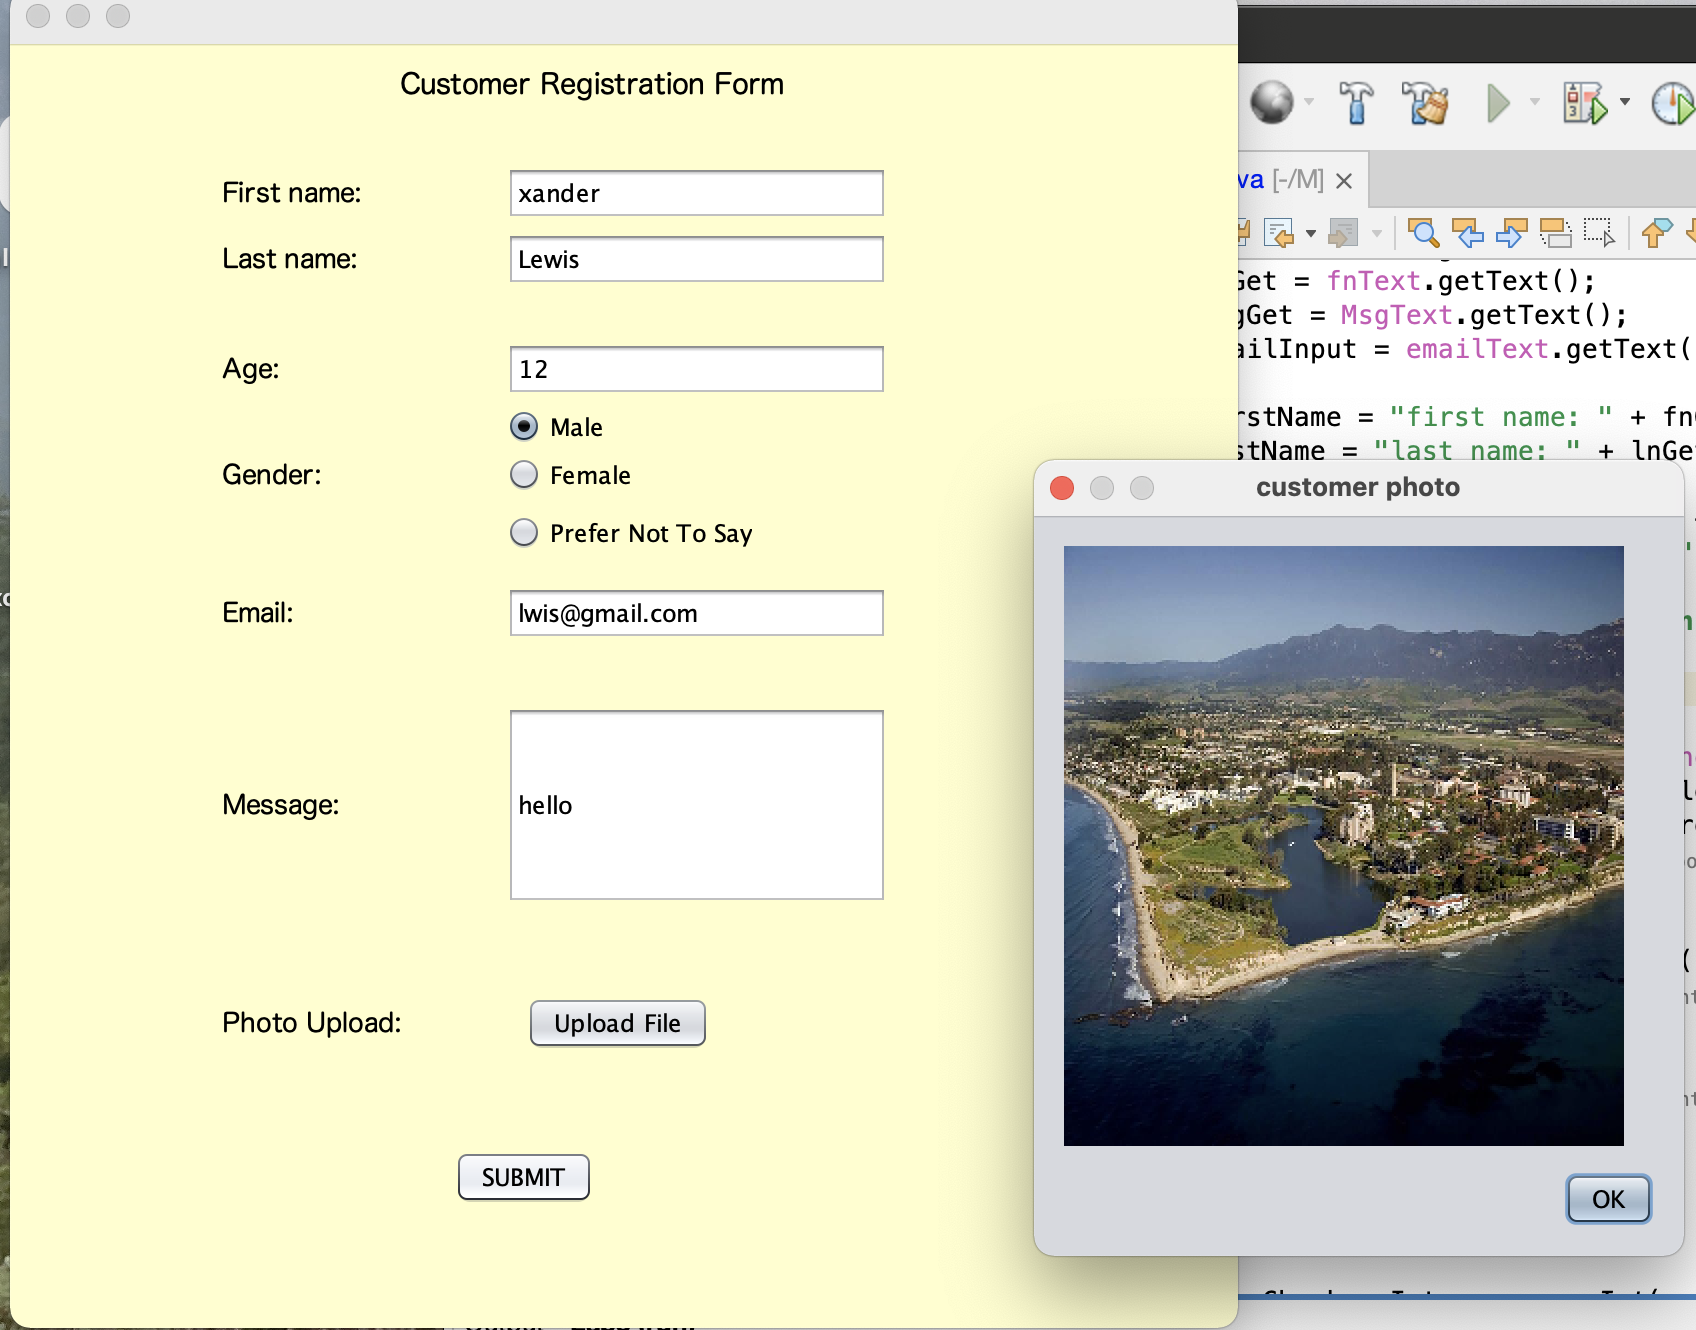 Customer Registration Form
First name:
xander
Last name:
Lewis
Age:
12
Male
Gender:
Female
Prefer Not To Say
Email:
lwis@gmail.com
Message:
hello
Photo Upload:
Upload File
SUBMIT
va [-/M]
Get = fnText.getText();
gGet = MsgText.getText();
ailInput = emailText.getText(
rstName = "first name: " + fn
stName = "last name: " + lnGe
customer photo
OK